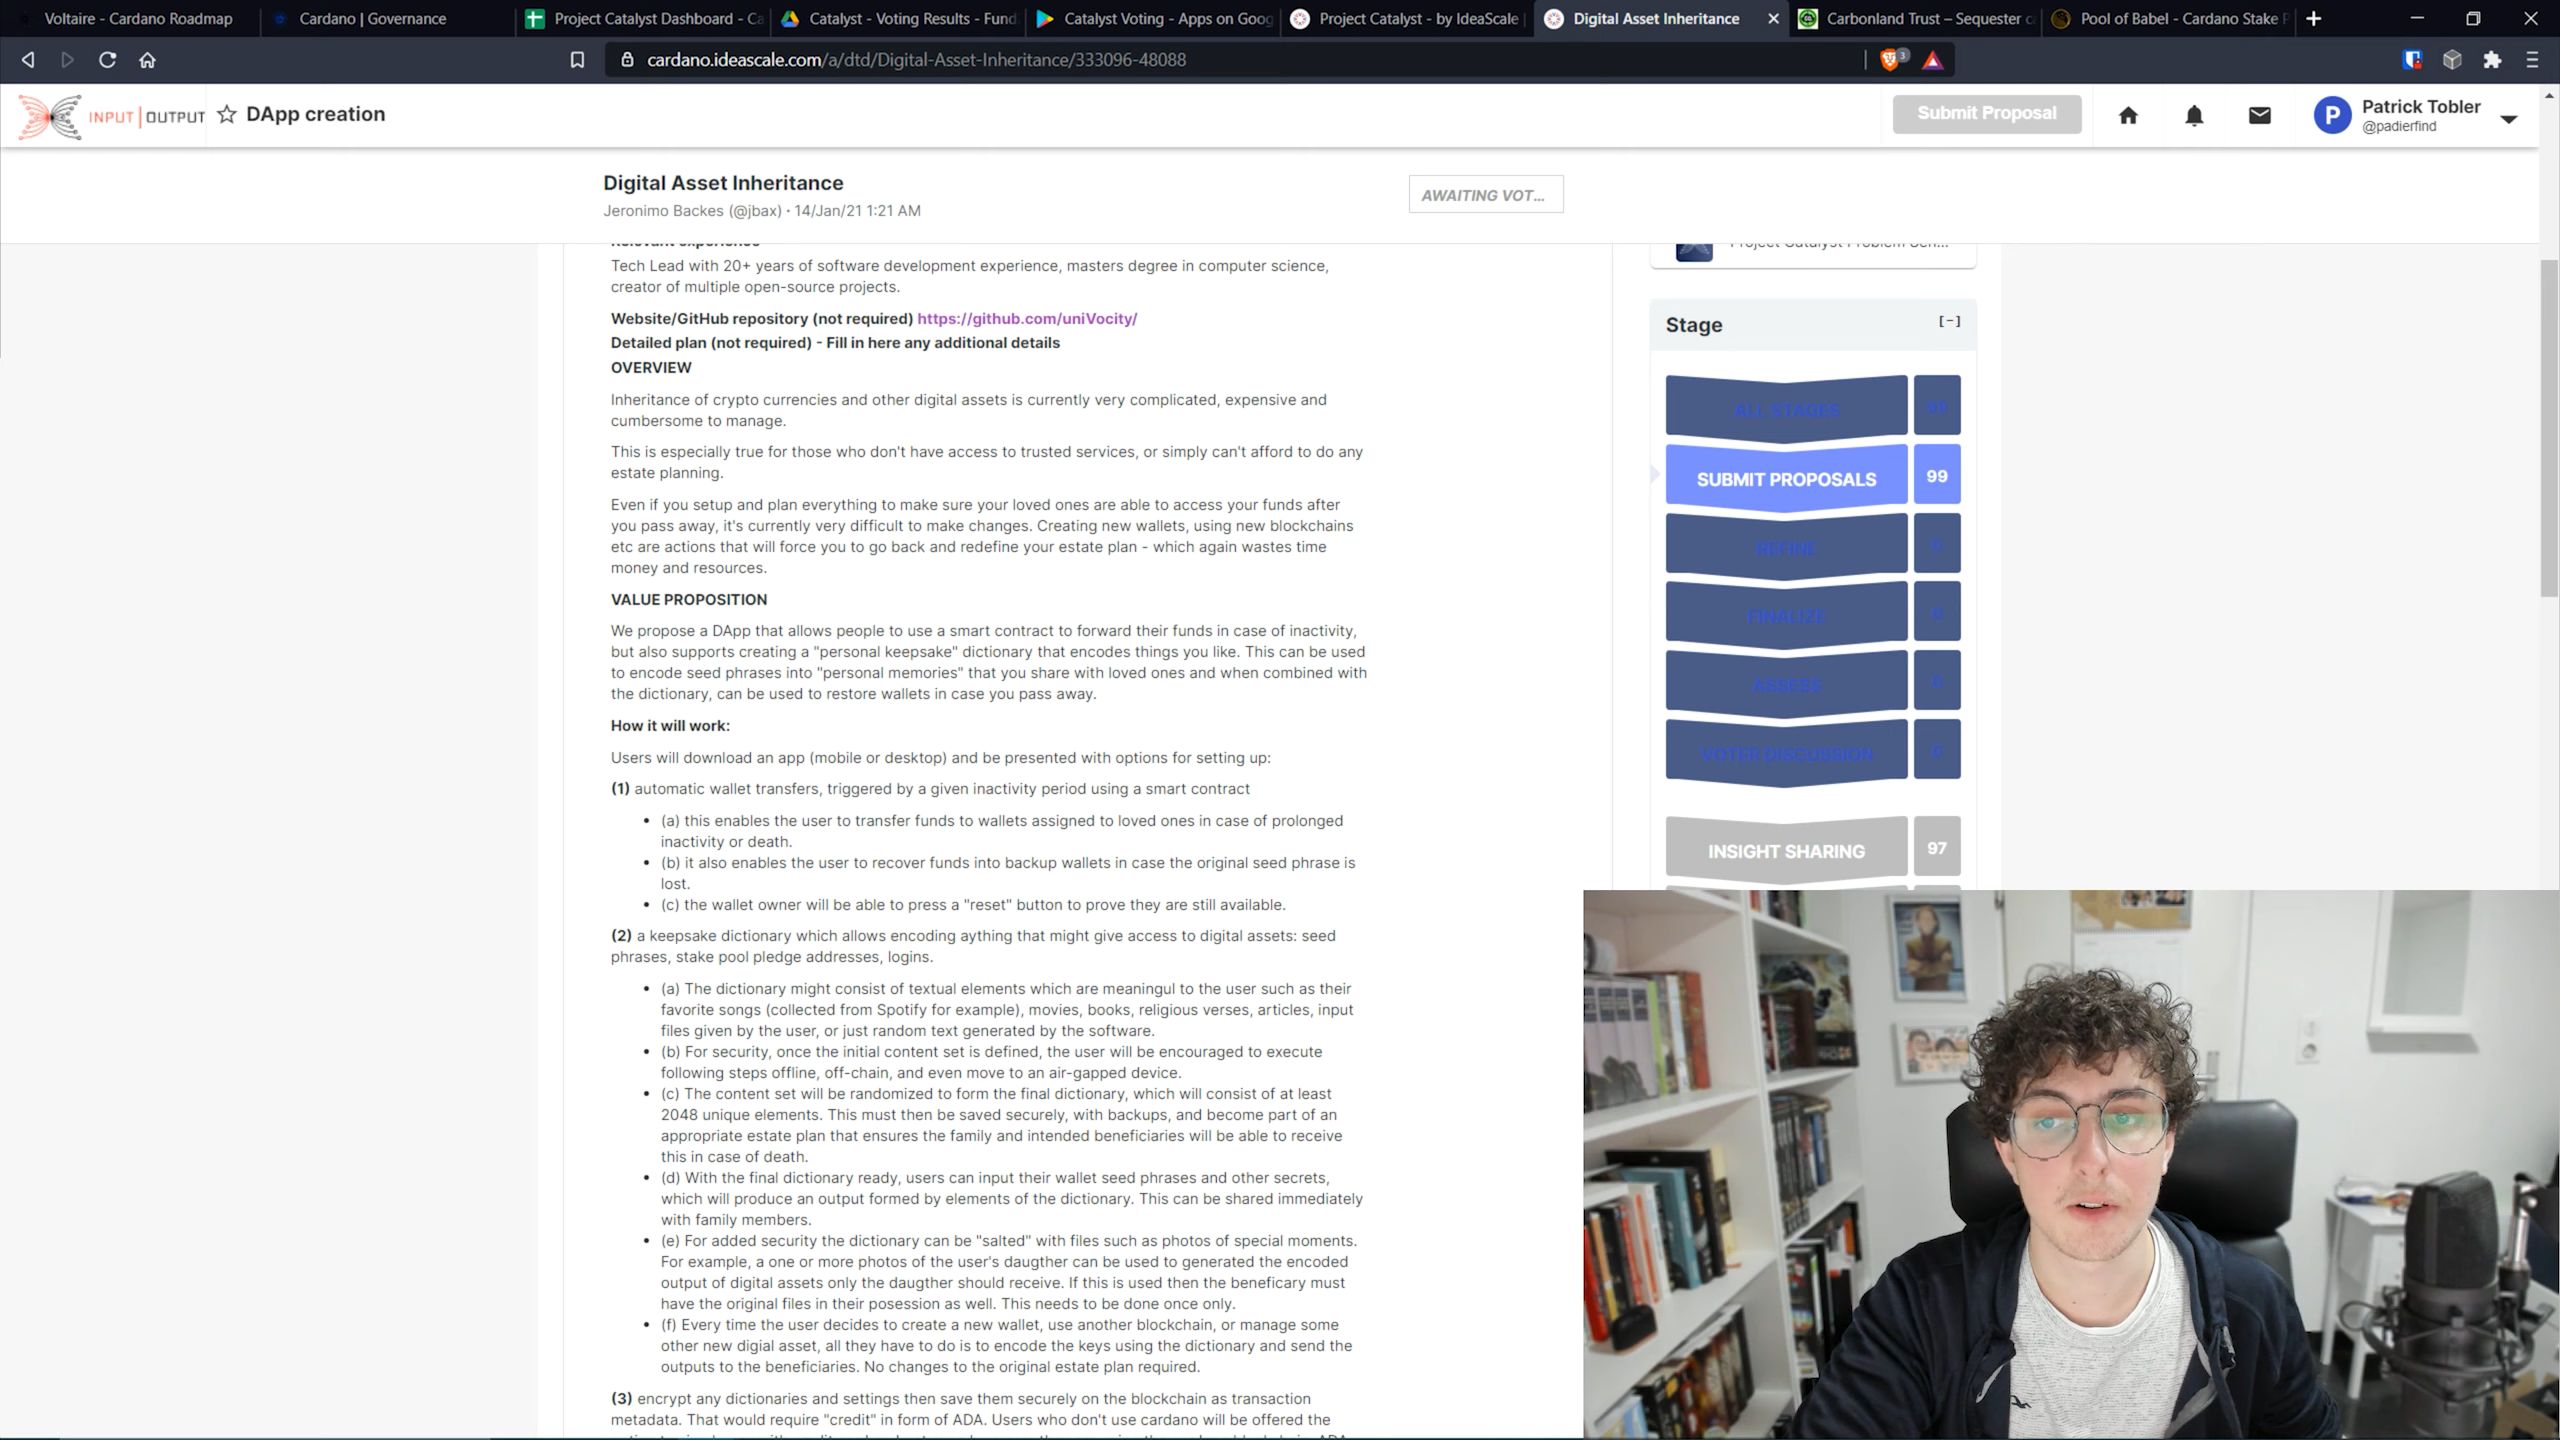 Voltaire - Cardano Roadmap
Cardano | Governance
Project Catalyst Dashboard - Ca
Catalyst - Voting Results - Fund
Catalyst Voting - Apps on Goog
Project Catalyst - by IdeaScale
Digital Asset Inheritance
Carbonland Trust – Sequester c
Pool of Babel - Cardano Stake P
cardano.ideascale.com/a/dtd/Digital-Asset-Inheritance/333096-48088
3
INPUT | OUTPUT
DApp creation
Submit Proposal
P
Patrick Tobler
@padierfind
Digital Asset Inheritance
Jeronimo Backes (@jbax) • 14/Jan/21 1:21 AM
AWAITING VOT...
Relevant experience
Tech Lead with 20+ years of software development experience, masters degree in computer science,
creator of multiple open-source projects.
Website/GitHub repository (not required) https://github.com/uniVocity/
Detailed plan (not required) - Fill in here any additional details
OVERVIEW
Inheritance of crypto currencies and other digital assets is currently very complicated, expensive and
cumbersome to manage.
This is especially true for those who don't have access to trusted services, or simply can't afford to do any
estate planning.
Even if you setup and plan everything to make sure your loved ones are able to access your funds after
you pass away, it's currently very difficult to make changes. Creating new wallets, using new blockchains
etc are actions that will force you to go back and redefine your estate plan - which again wastes time
money and resources.
VALUE PROPOSITION
We propose a DApp that allows people to use a smart contract to forward their funds in case of inactivity,
but also supports creating a "personal keepsake" dictionary that encodes things you like. This can be used
to encode seed phrases into "personal memories" that you share with loved ones and when combined with
the dictionary, can be used to restore wallets in case you pass away.
How it will work:
Users will download an app (mobile or desktop) and be presented with options for setting up:
(1) automatic wallet transfers, triggered by a given inactivity period using a smart contract
• (a) this enables the user to transfer funds to wallets assigned to loved ones in case of prolonged
inactivity or death.
• (b) it also enables the user to recover funds into backup wallets in case the original seed phrase is
lost.
• (c) the wallet owner will be able to press a "reset" button to prove they are still available.
(2) a keepsake dictionary which allows encoding aything that might give access to digital assets: seed
phrases, stake pool pledge addresses, logins.
• (a) The dictionary might consist of textual elements which are meaningul to the user such as their
favorite songs (collected from Spotify for example), movies, books, religious verses, articles, input
files given by the user, or just random text generated by the software.
• (b) For security, once the initial content set is defined, the user will be encouraged to execute
following steps offline, off-chain, and even move to an air-gapped device.
• (c) The content set will be randomized to form the final dictionary, which will consist of at least
2048 unique elements. This must then be saved securely, with backups, and become part of an
appropriate estate plan that ensures the family and intended beneficiaries will be able to receive
this in case of death.
• (d) With the final dictionary ready, users can input their wallet seed phrases and other secrets,
which will produce an output formed by elements of the dictionary. This can be shared immediately
with family members.
• (e) For added security the dictionary can be "salted" with files such as photos of special moments.
For example, a one or more photos of the user's daugther can be used to generated the encoded
output of digital assets only the daugther should receive. If this is used then the beneficary must
have the original files in their posession as well. This needs to be done once only.
• (f) Every time the user decides to create a new wallet, use another blockchain, or manage some
other new digial asset, all they have to do is to encode the keys using the dictionary and send the
outputs to the beneficiaries. No changes to the original estate plan required.
(3) encrypt any dictionaries and settings then save them securely on the blockchain as transaction
metadata. That would require "credit" in form of ADA. Users who don't use cardano will be offered the
Stage
[-]
ALL STAGES
SUBMIT PROPOSALS 99
REFINE 0
FINALIZE 0
ASSESS 0
VOTER DISCUSSION 0
INSIGHT SHARING 97